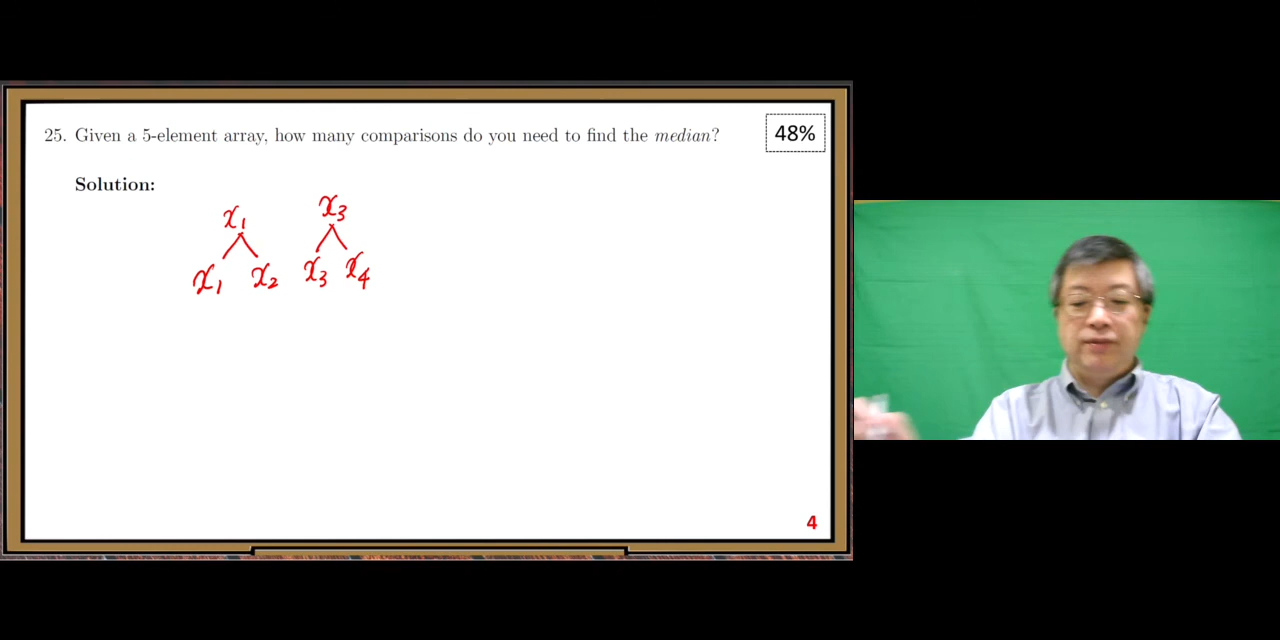 25. Given a 5-element array, how many comparisons do you need to find the median?
48%
Solution:
x₁ x₃
x₁ x₂ x₃ x₄
4